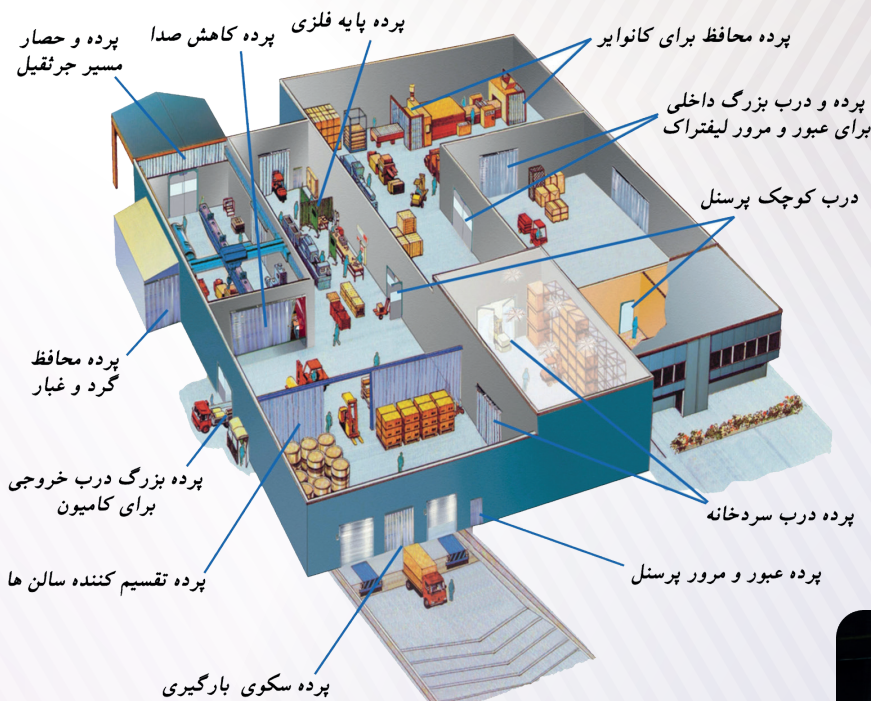 پرده محافظ برای کانوایر
پرده پایه فلزی
پرده کاهش صدا
پرده و حصار
مسیر جرثقیل
پرده و درب بزرگ داخلی
برای عبور و مرور لیفتراک
درب کوچک پرسنل
پرده محافظ
گرد و غبار
پرده بزرگ درب خروجی
برای کامیون
پرده درب سردخانه
پرده تقسیم کننده سالن ها
پرده عبور و مرور پرسنل
پرده سکوی بارگیری